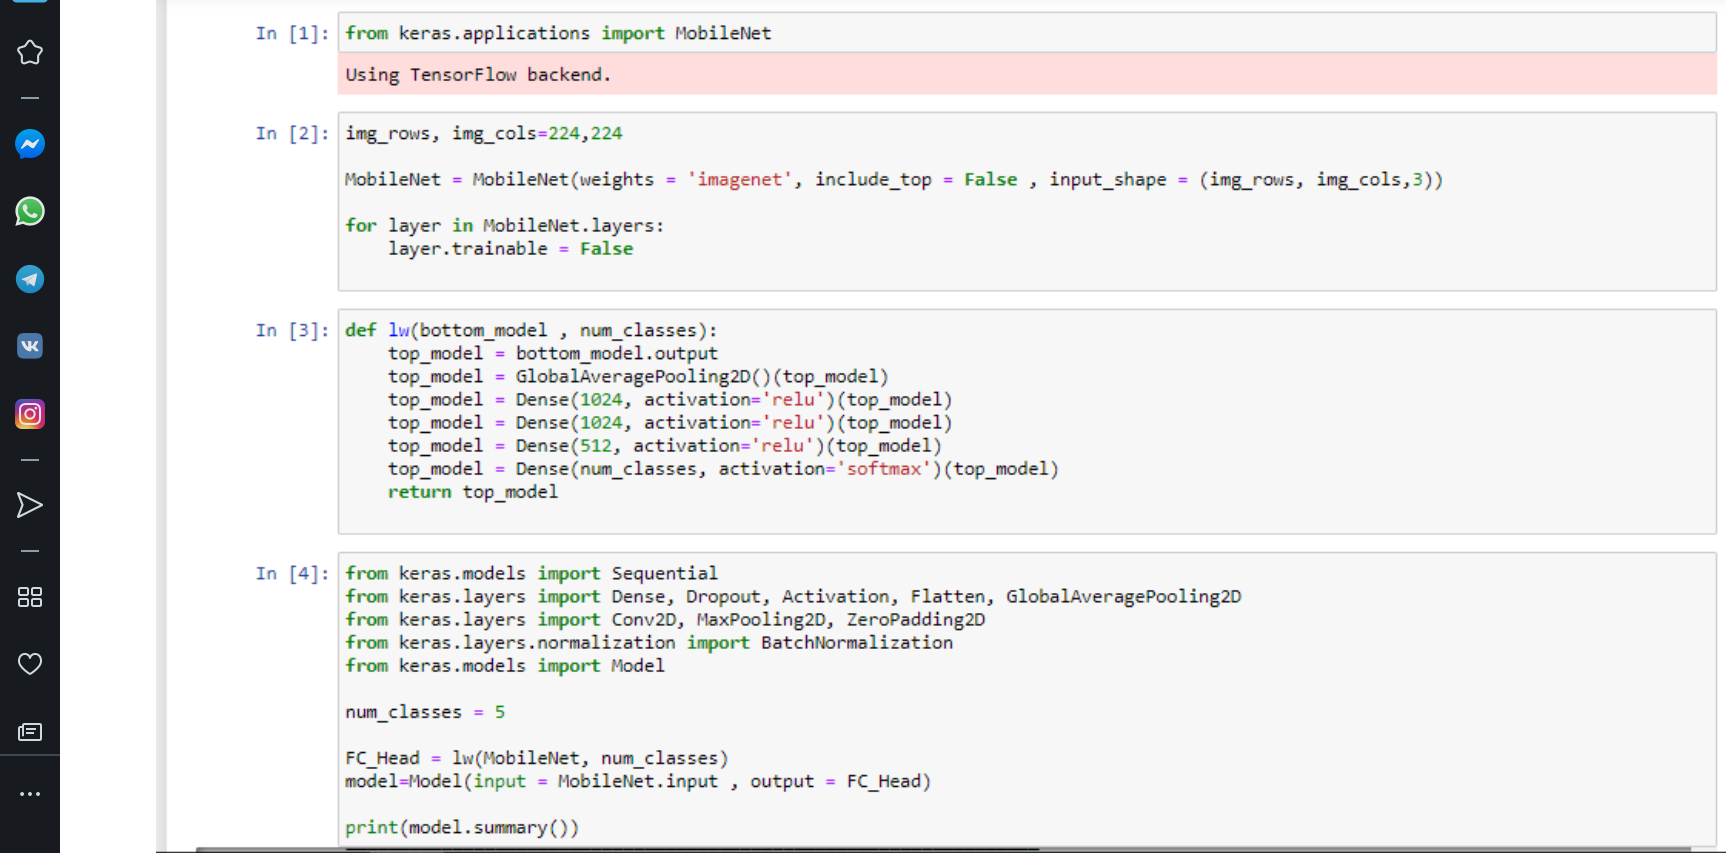 In [1]: from keras.applications import MobileNet
Using TensorFlow backend.
In [2]: img_rows, img_cols=224,224
MobileNet = MobileNet(weights = 'imagenet', include_top = False , input_shape = (img_rows, img_cols,3))
for layer in MobileNet.layers:
    layer.trainable = False
In [3]: def lw(bottom_model , num_classes):
    top_model = bottom_model.output
    top_model = GlobalAveragePooling2D()(top_model)
    top_model = Dense(1024, activation='relu')(top_model)
    top_model = Dense(1024, activation='relu')(top_model)
    top_model = Dense(512, activation='relu')(top_model)
    top_model = Dense(num_classes, activation='softmax')(top_model)
    return top_model
In [4]: from keras.models import Sequential
from keras.layers import Dense, Dropout, Activation, Flatten, GlobalAveragePooling2D
from keras.layers import Conv2D, MaxPooling2D, ZeroPadding2D
from keras.layers.normalization import BatchNormalization
from keras.models import Model
num_classes = 5
FC_Head = lw(MobileNet, num_classes)
model=Model(input = MobileNet.input , output = FC_Head)
print(model.summary())